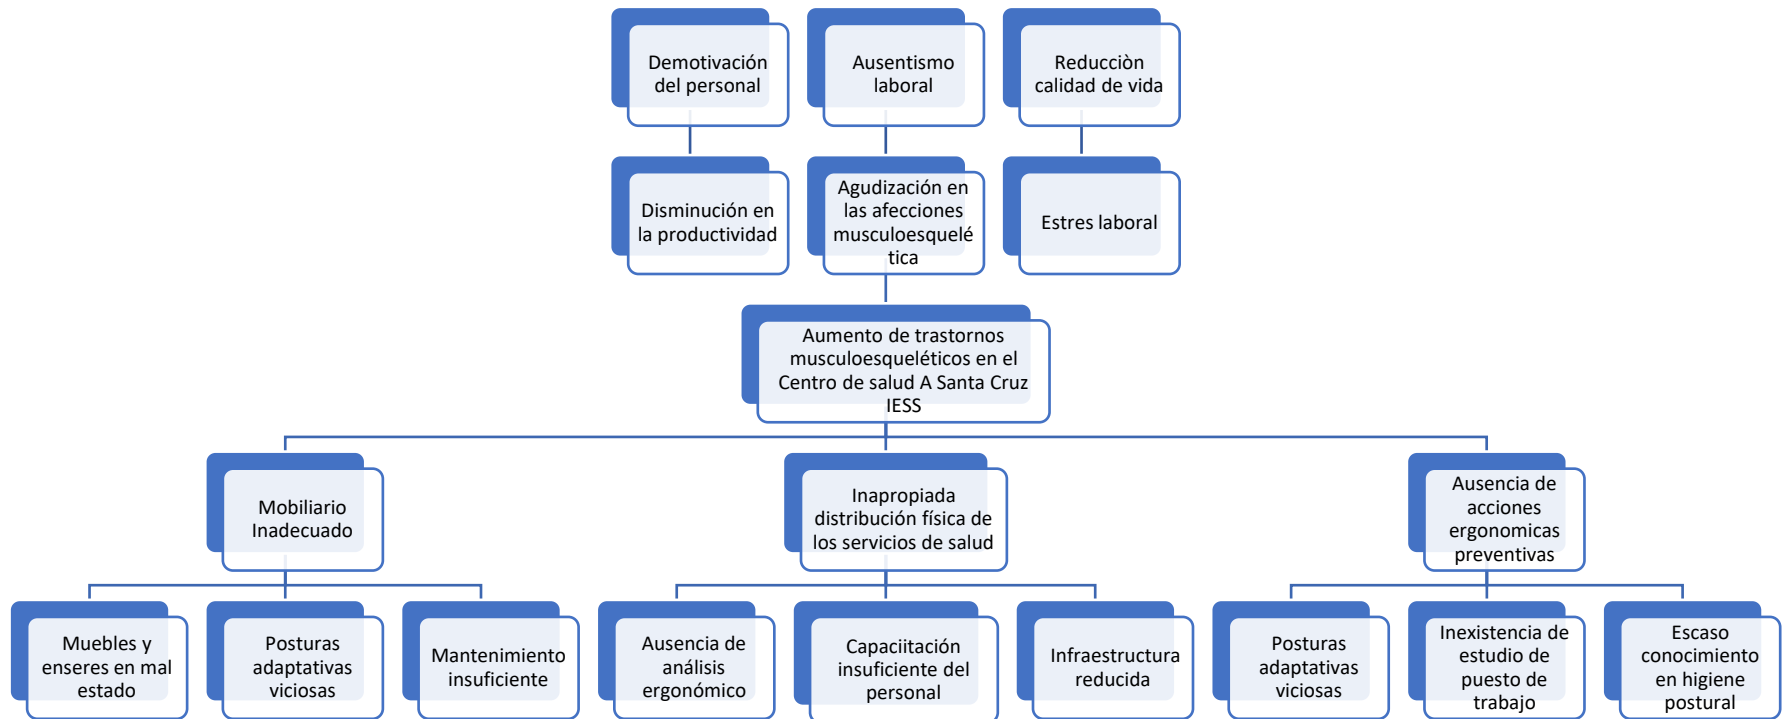 Demotivación
del personal
Ausentismo
laboral
Reducciòn
calidad de vida
Disminución en
la productividad
Agudización en
las afecciones
musculoesquelé
tica
Estres laboral
Aumento de trastornos
musculoesqueléticos en el
Centro de salud A Santa Cruz
IESS
Mobiliario
Inadecuado
Inapropiada
distribución física de
los servicios de salud
Ausencia de
acciones
ergonomicas
preventivas
Muebles y
enseres en mal
estado
Posturas
adaptativas
viciosas
Mantenimiento
insuficiente
Ausencia de
análisis
ergonómico
Capaciitación
insuficiente del
personal
Infraestructura
reducida
Posturas
adaptativas
viciosas
Inexistencia de
estudio de
puesto de
trabajo
Escaso
conocimiento
en higiene
postural